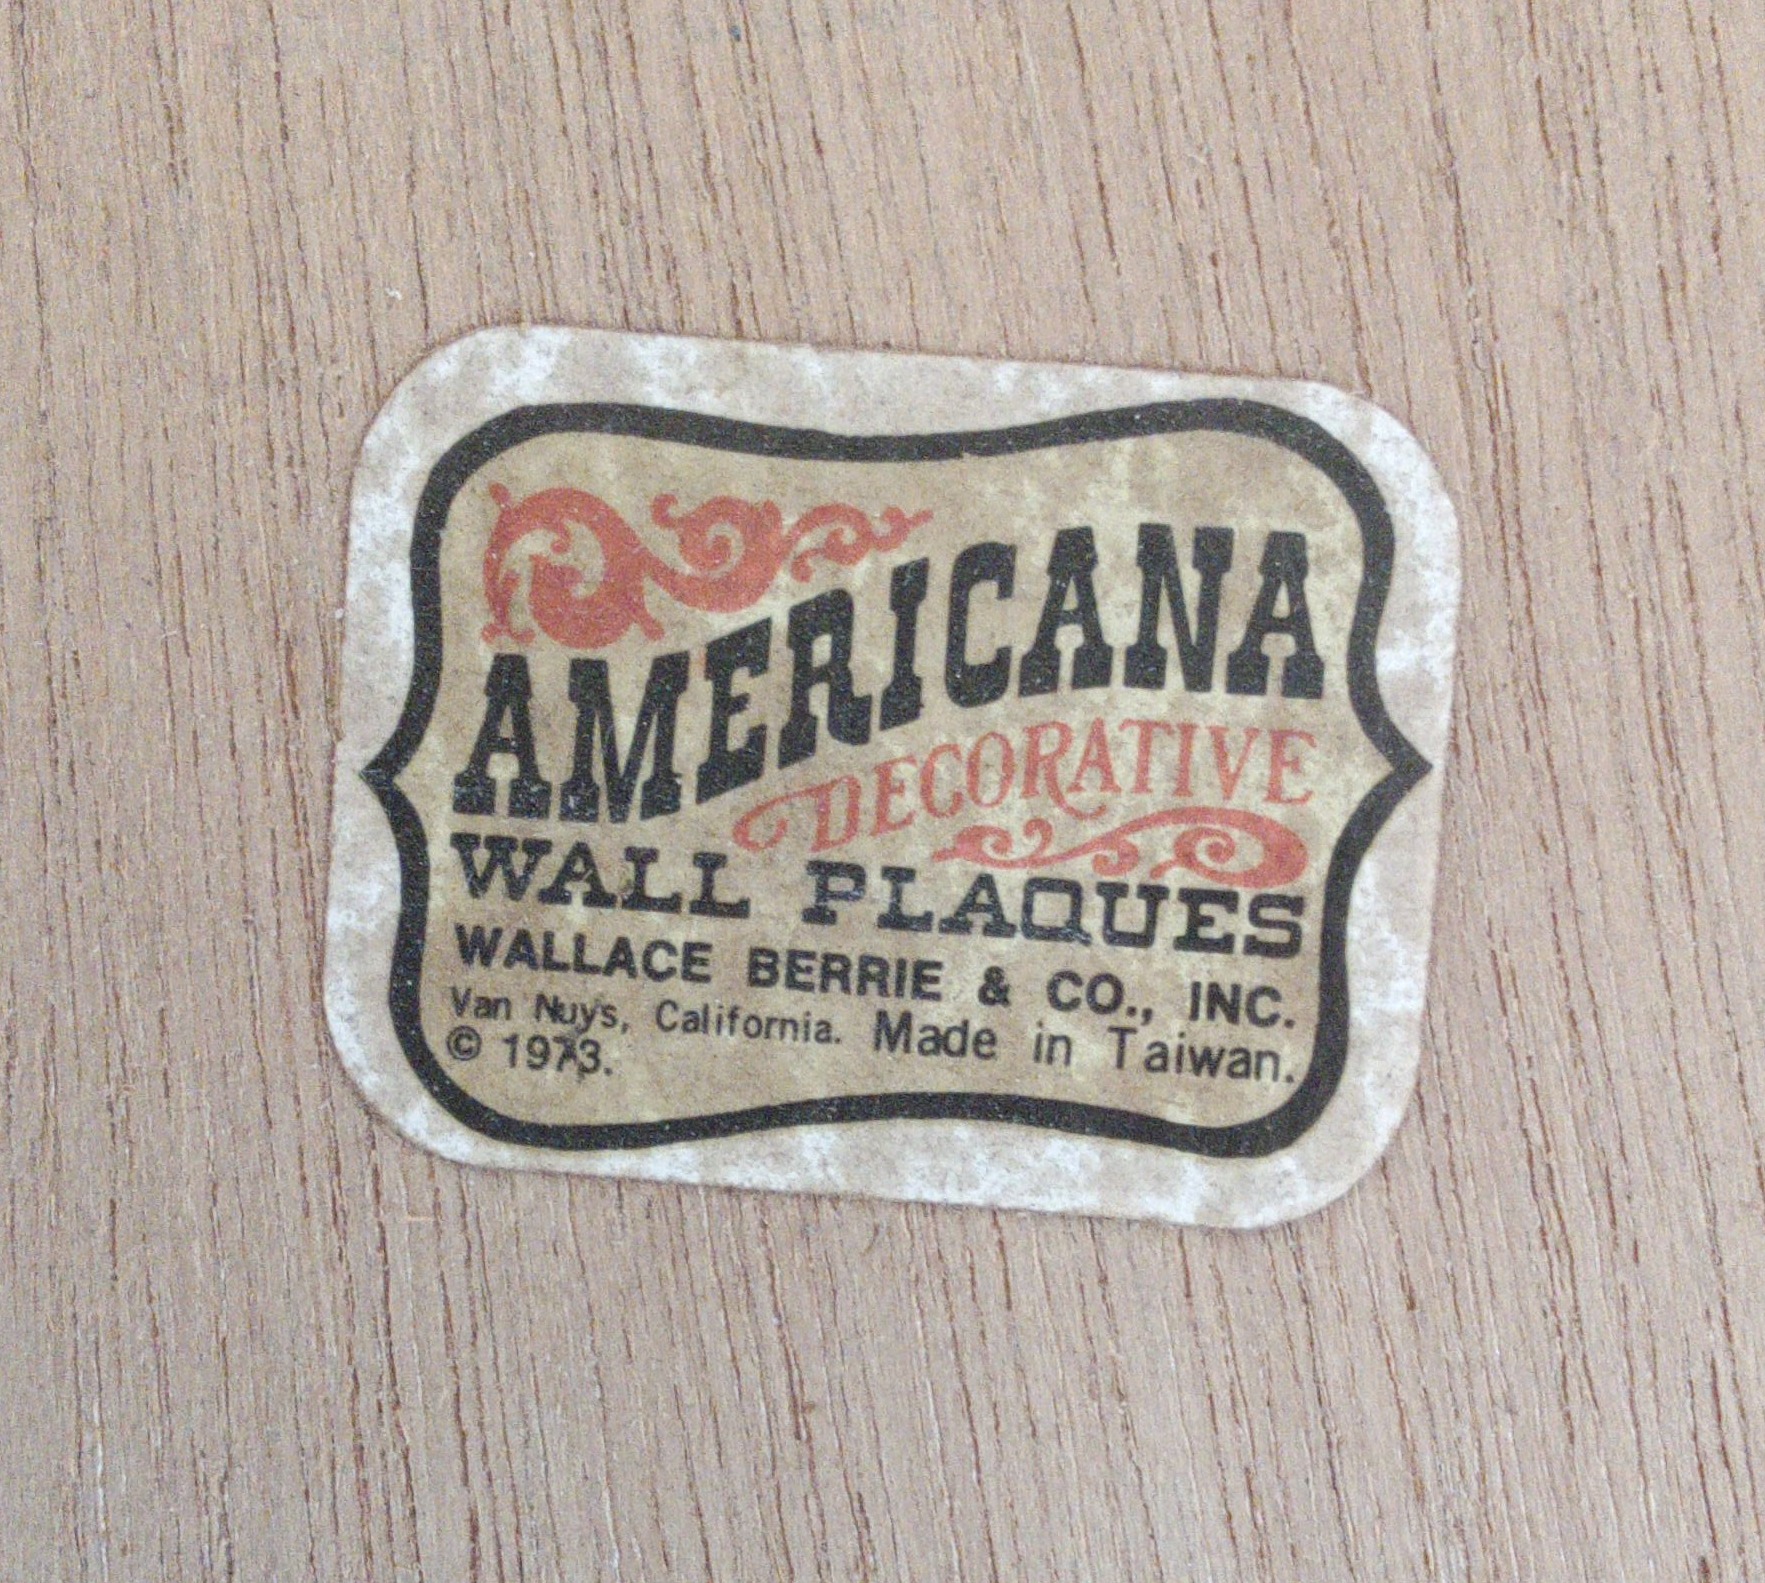 AMERICANA
DECORATIVE
WALL PLAQUES
WALLACE BERRIE & CO., INC.
Van Nuys, California. Made in Taiwan.
© 1973.